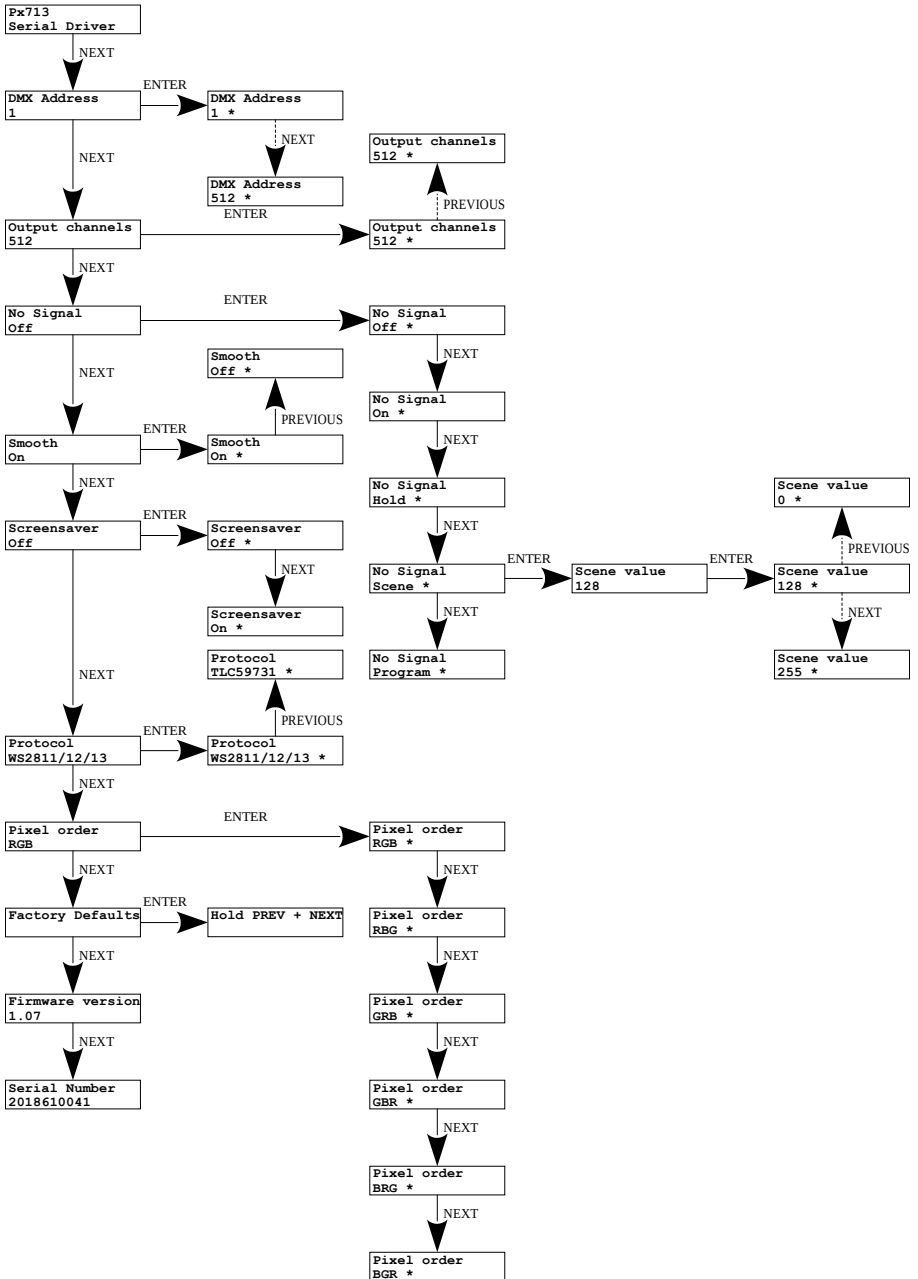 Px713
Serial Driver
NEXT
DMX Address
1
ENTER
DMX Address
1 *
NEXT
DMX Address
512 *
NEXT
Output channels
512
ENTER
Output channels
512 *
PREVIOUS
Output channels
512 *
NEXT
No Signal
Off
ENTER
No Signal
Off *
NEXT
No Signal
On *
NEXT
No Signal
Hold *
NEXT
No Signal
Scene *
ENTER
Scene value
128
ENTER
Scene value
128 *
PREVIOUS
Scene value
0 *
NEXT
Scene value
255 *
NEXT
No Signal
Program *
NEXT
Smooth
On
ENTER
Smooth
On *
PREVIOUS
Smooth
Off *
NEXT
Screensaver
Off
ENTER
Screensaver
Off *
NEXT
Screensaver
On *
NEXT
Protocol
WS2811/12/13
ENTER
Protocol
WS2811/12/13 *
PREVIOUS
Protocol
TLC59731 *
NEXT
Pixel order
RGB
ENTER
Pixel order
RGB *
NEXT
Pixel order
RBG *
NEXT
Pixel order
GRB *
NEXT
Pixel order
GBR *
NEXT
Pixel order
BRG *
NEXT
Pixel order
BGR *
NEXT
Factory Defaults
ENTER
Hold PREV + NEXT
NEXT
Firmware version
1.07
NEXT
Serial Number
2018610041